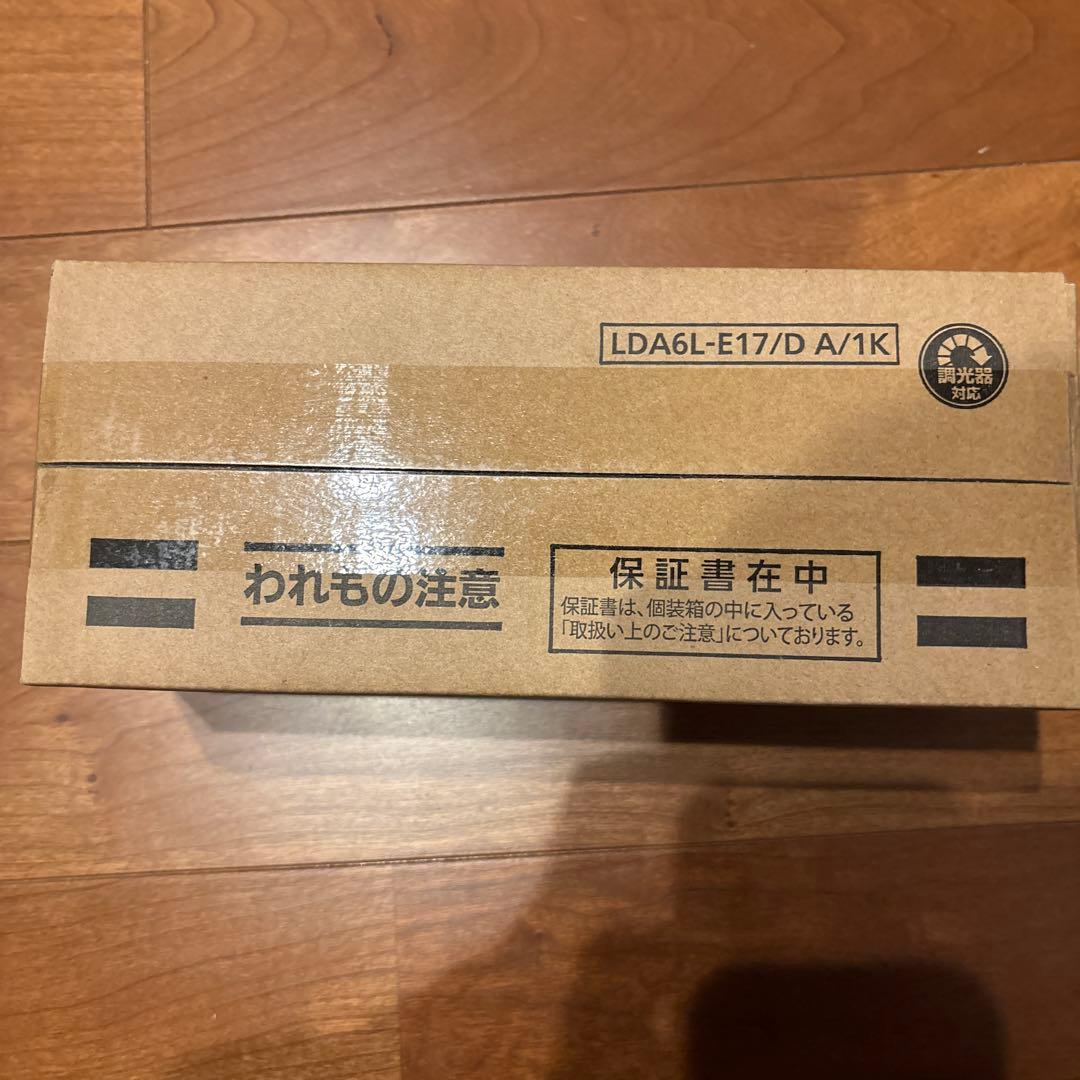 LDA6L-E17/D A/1K
調光器
対応
われもの注意
保証書在中
保証書は、個装箱の中に入っている
「取扱い上のご注意」についております。